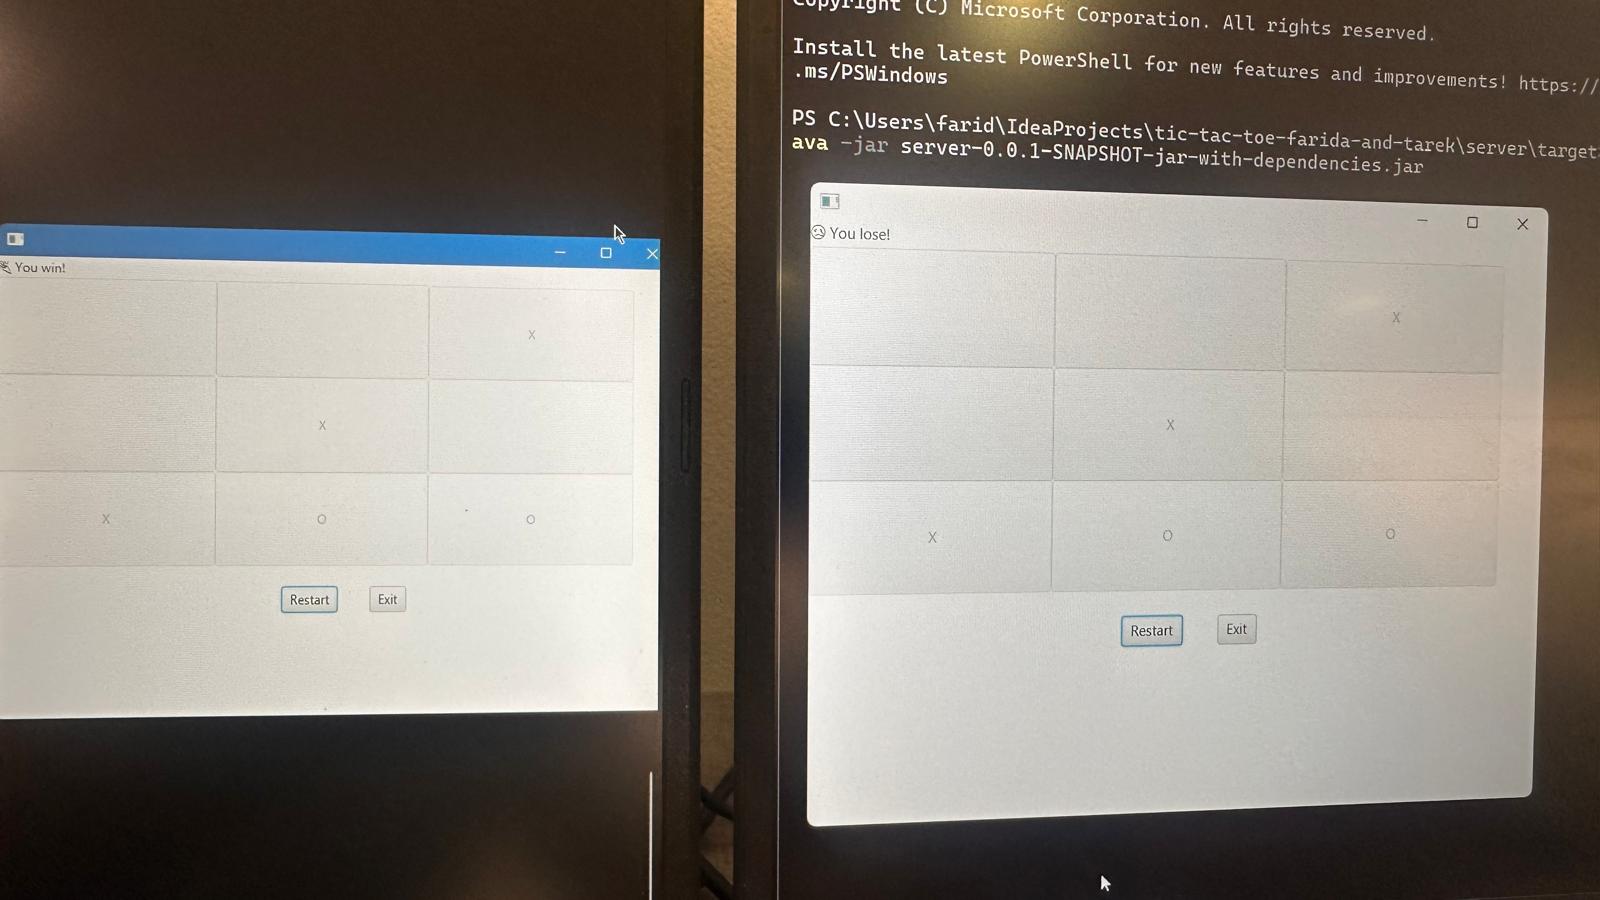 You win!
X
X
X
O
O
Restart
Exit
Copyright (C) Microsoft Corporation. All rights reserved.
Install the latest PowerShell for new features and improvements! https://
.ms/PSWindows
PS C:\Users\farid\IdeaProjects\tic-tac-toe-farida-and-tarek\server\target
ava -jar server-0.0.1-SNAPSHOT-jar-with-dependencies.jar
You lose!
X
X
X
O
O
Restart
Exit